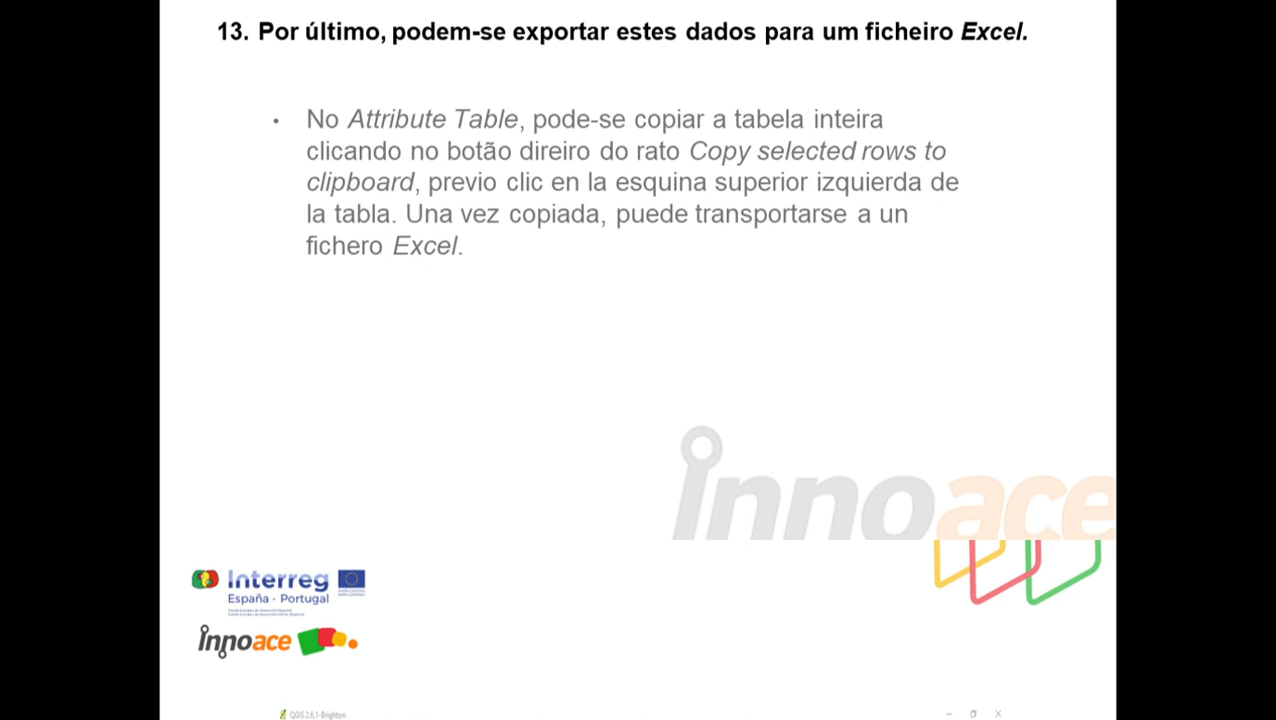 13. Por último, podem-se exportar estes dados para um ficheiro Excel.
• No Attribute Table, pode-se copiar a tabela inteira
clicando no botão direiro do rato Copy selected rows to
clipboard, previo clic en la esquina superior izquierda de
la tabla. Una vez copiada, puede transportarse a un
fichero Excel.
innoace
Interreg
España - Portugal
innoace
QGIS 2.6.1-Brighton